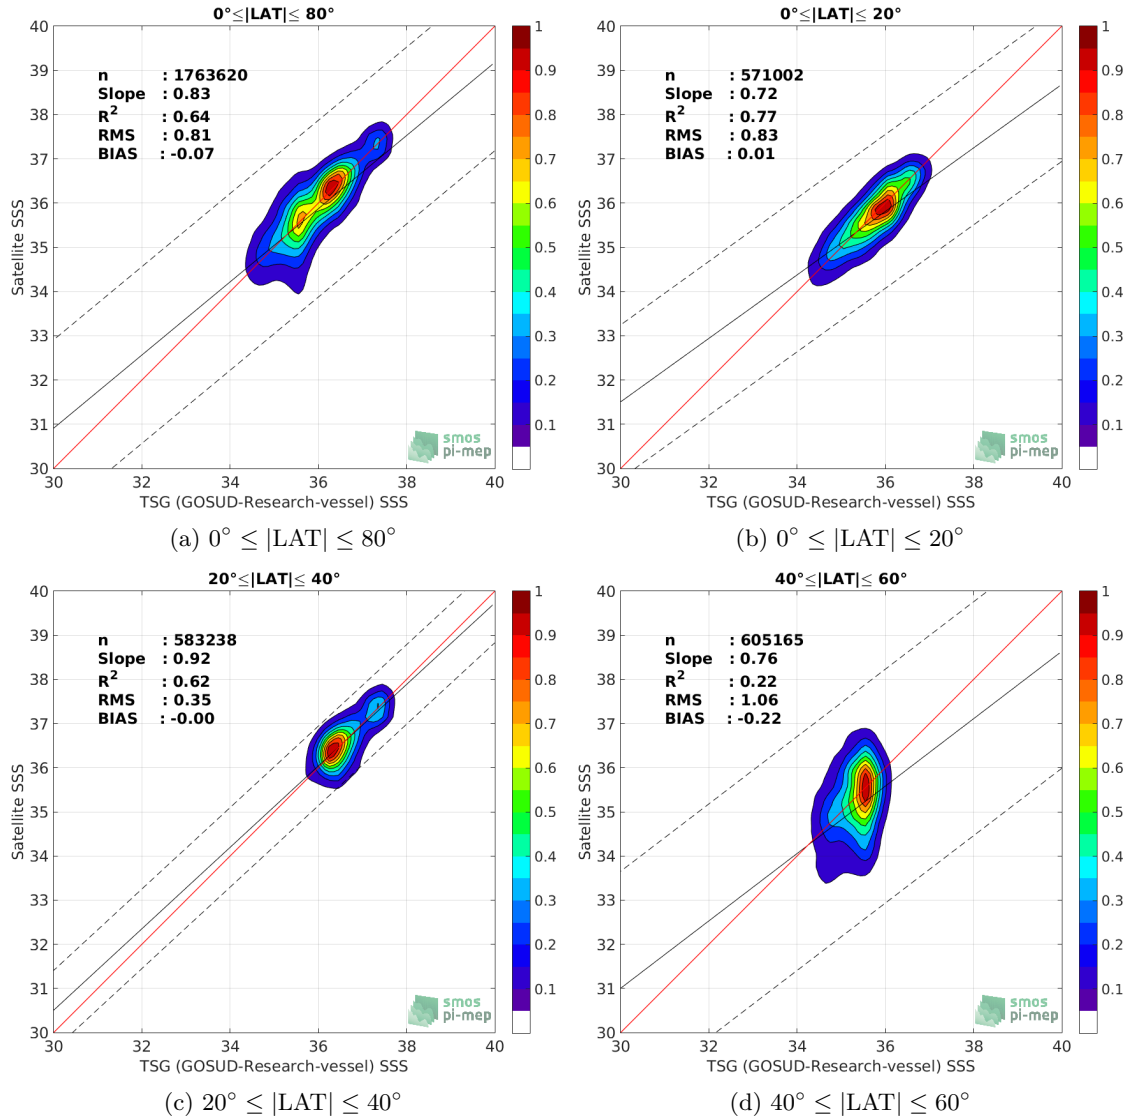 0°≤|LAT|≤ 80°
n : 1763620
Slope : 0.83
R² : 0.64
RMS : 0.81
BIAS : -0.07
Satellite SSS
40
39
38
37
36
35
34
33
32
31
30
30 32 34 36 38 40
TSG (GOSUD-Research-vessel) SSS
1
0.9
0.8
0.7
0.6
0.5
0.4
0.3
0.2
0.1
smos
pi-mep
(a) 0° ≤ |LAT| ≤ 80°
0°≤|LAT|≤ 20°
n : 571002
Slope : 0.72
R² : 0.77
RMS : 0.83
BIAS : 0.01
Satellite SSS
40
39
38
37
36
35
34
33
32
31
30
30 32 34 36 38 40
TSG (GOSUD-Research-vessel) SSS
1
0.9
0.8
0.7
0.6
0.5
0.4
0.3
0.2
0.1
smos
pi-mep
(b) 0° ≤ |LAT| ≤ 20°
20°≤|LAT|≤ 40°
n : 583238
Slope : 0.92
R² : 0.62
RMS : 0.35
BIAS : -0.00
Satellite SSS
40
39
38
37
36
35
34
33
32
31
30
30 32 34 36 38 40
TSG (GOSUD-Research-vessel) SSS
1
0.9
0.8
0.7
0.6
0.5
0.4
0.3
0.2
0.1
smos
pi-mep
(c) 20° ≤ |LAT| ≤ 40°
40°≤|LAT|≤ 60°
n : 605165
Slope : 0.76
R² : 0.22
RMS : 1.06
BIAS : -0.22
Satellite SSS
40
39
38
37
36
35
34
33
32
31
30
30 32 34 36 38 40
TSG (GOSUD-Research-vessel) SSS
1
0.9
0.8
0.7
0.6
0.5
0.4
0.3
0.2
0.1
smos
pi-mep
(d) 40° ≤ |LAT| ≤ 60°